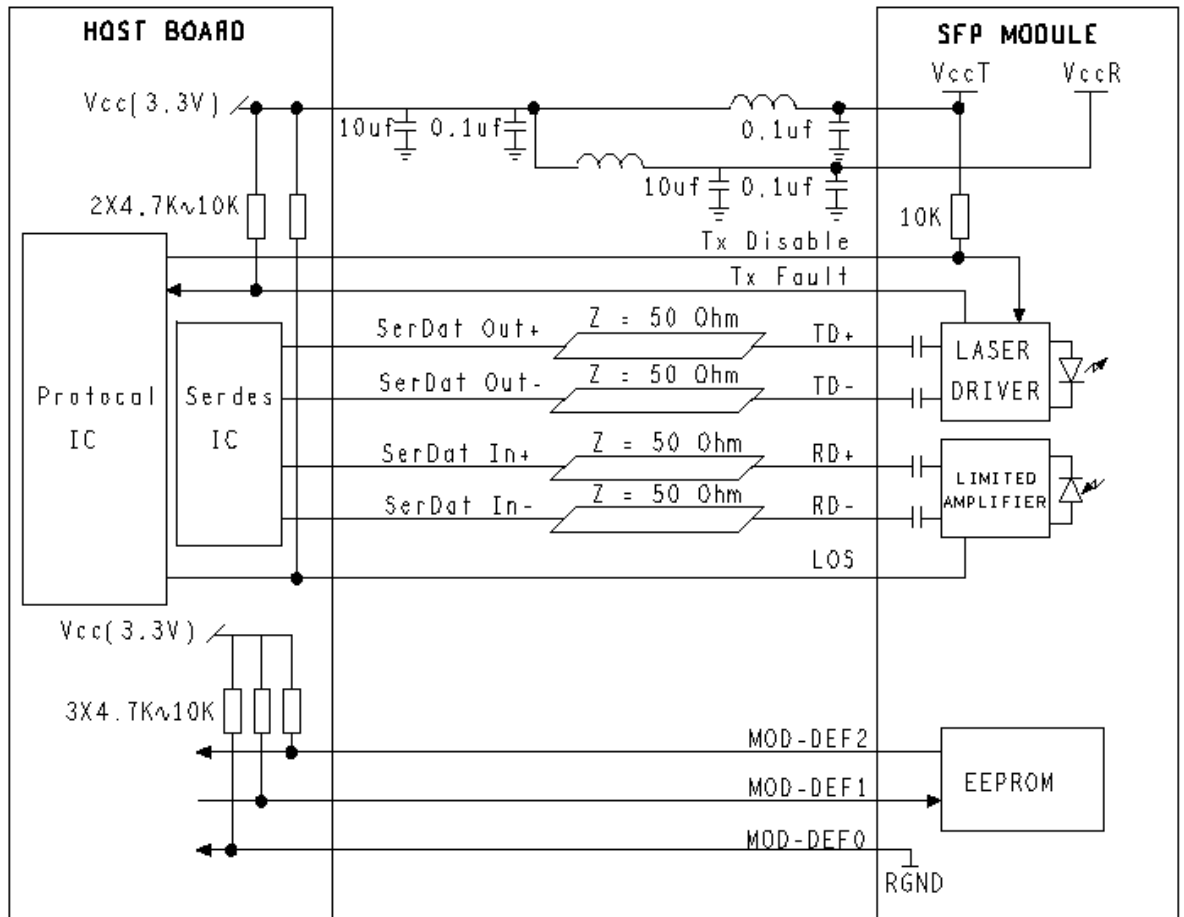 HOST BOARD
SFP MODULE
VccT
VccR
Vcc(3.3V)
10uf
0.1uf
0.1uf
10uf
0.1uf
2X4.7K~10K
10K
Tx Disable
Tx Fault
SerDat Out+
Z = 50 Ohm
TD+
SerDat Out-
Z = 50 Ohm
TD-
LASER
DRIVER
Protocal
IC
Serdes
IC
SerDat In+
Z = 50 Ohm
RD+
SerDat In-
Z = 50 Ohm
RD-
LIMITED
AMPLIFIER
LOS
Vcc(3.3V)
3X4.7K~10K
MOD-DEF2
MOD-DEF1
MOD-DEF0
EEPROM
RGND